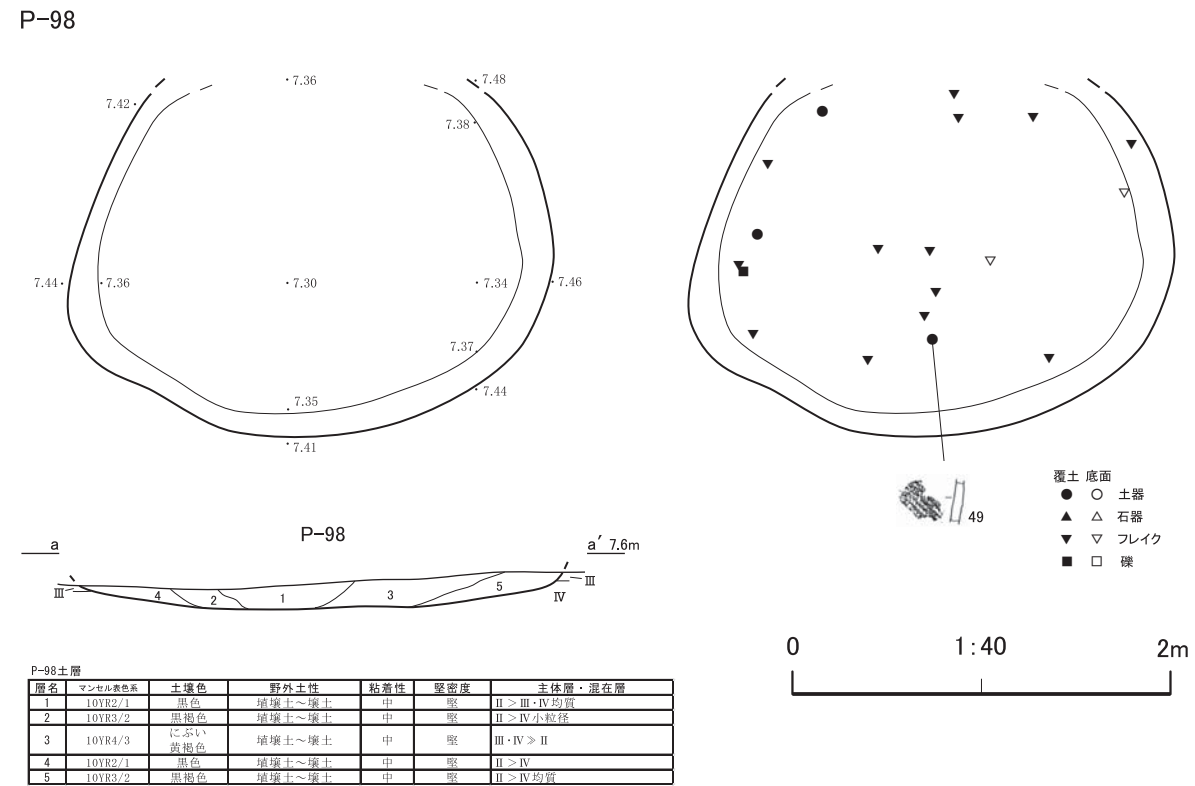 P-98
7.36
7.48
7.42
7.38
7.44
7.36
7.30
7.34
7.46
7.37
7.44
7.35
7.41
49
覆土 底面
土器
石器
フレイク
礫
P-98
a
a′ 7.6m
Ⅲ
4
2
1
3
5
Ⅲ
Ⅳ
0
1:40
2m
P-98土層
層名 マンセル表色系 土壌色 野外土性 粘着性 堅密度 主体層・混在層
1 10YR2/1 黒色 埴壌土~壌土 中 堅 Ⅱ>Ⅲ・Ⅳ均質
2 10YR3/2 黒褐色 埴壌土~壌土 中 堅 Ⅱ>Ⅳ小粒径
3 10YR4/3 にぶい黄褐色 埴壌土~壌土 中 堅 Ⅲ・Ⅳ≫Ⅱ
4 10YR2/1 黒色 埴壌土~壌土 中 堅 Ⅱ>Ⅳ
5 10YR3/2 黒褐色 埴壌土~壌土 中 堅 Ⅱ>Ⅳ均質